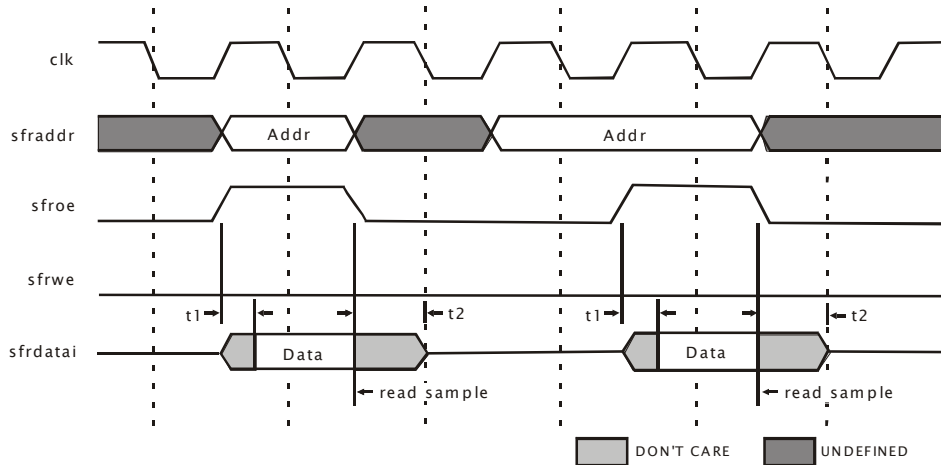 clk
sfraddr Addr Addr
sfroe
sfrwe
t1 t2 t1 t2
sfrdatai Data Data
read sample read sample
DON'T CARE UNDEFINED